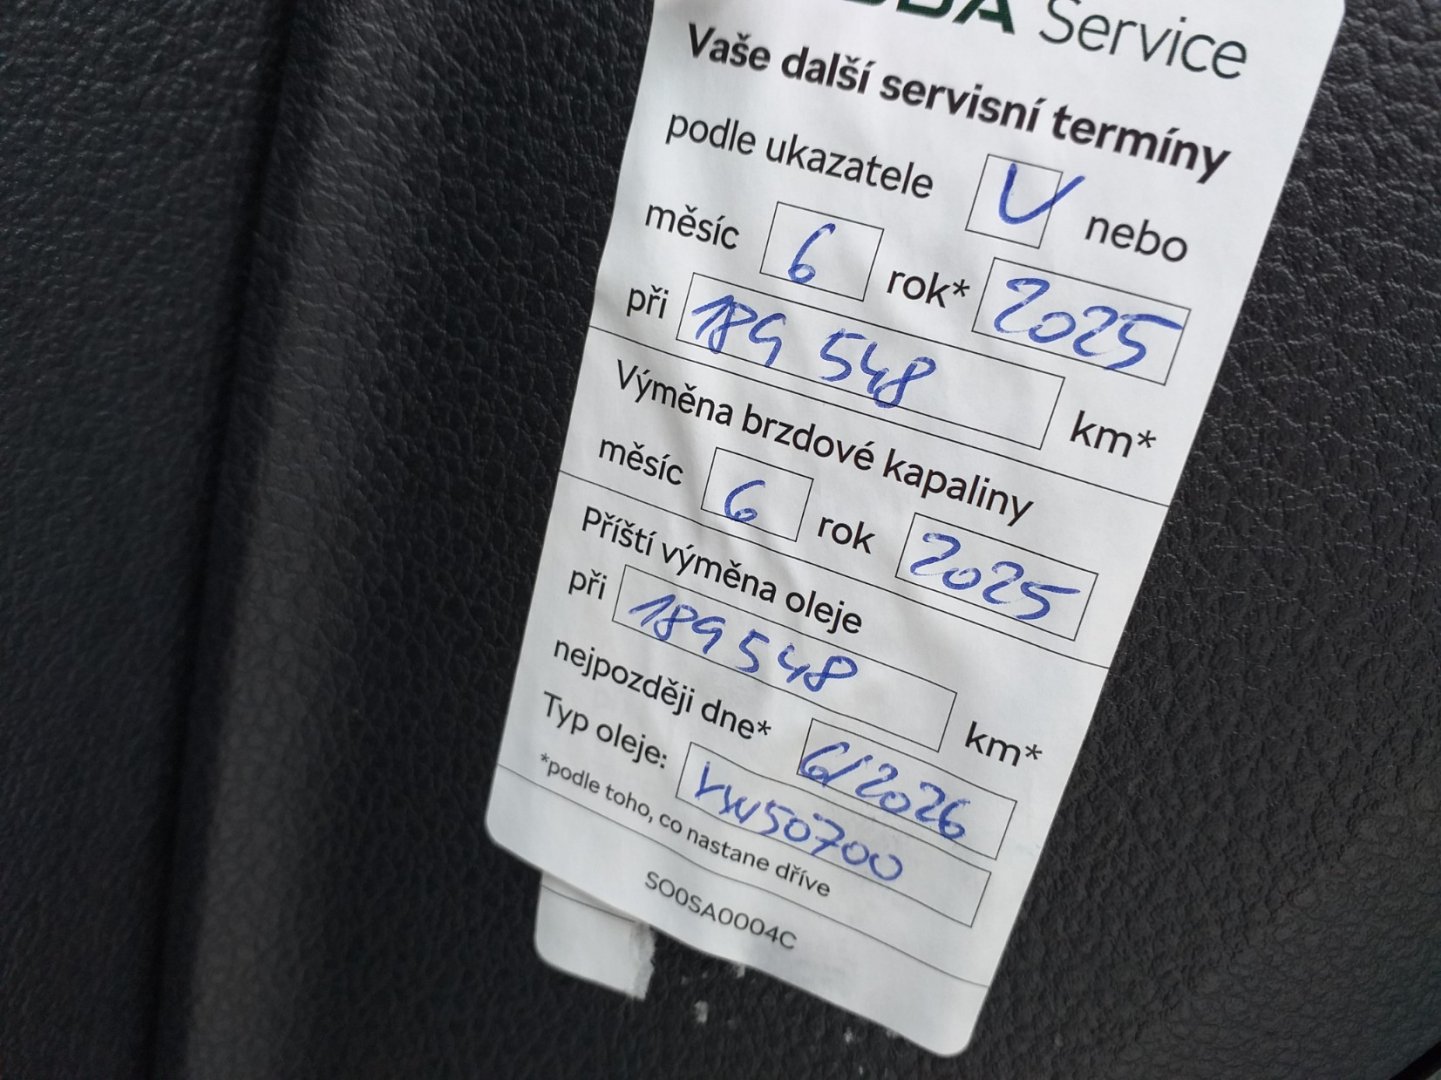 ODA Service
Vaše další servisní termíny
podle ukazatele V nebo
měsíc 6 rok* 2025
při 189 548 km*
Výměna brzdové kapaliny
měsíc 6 rok 2025
Příští výměna oleje
při 189 548 km*
nejpozději dne* 6/2026
Typ oleje: VW50700
*podle toho, co nastane dříve
SO0SA0004C